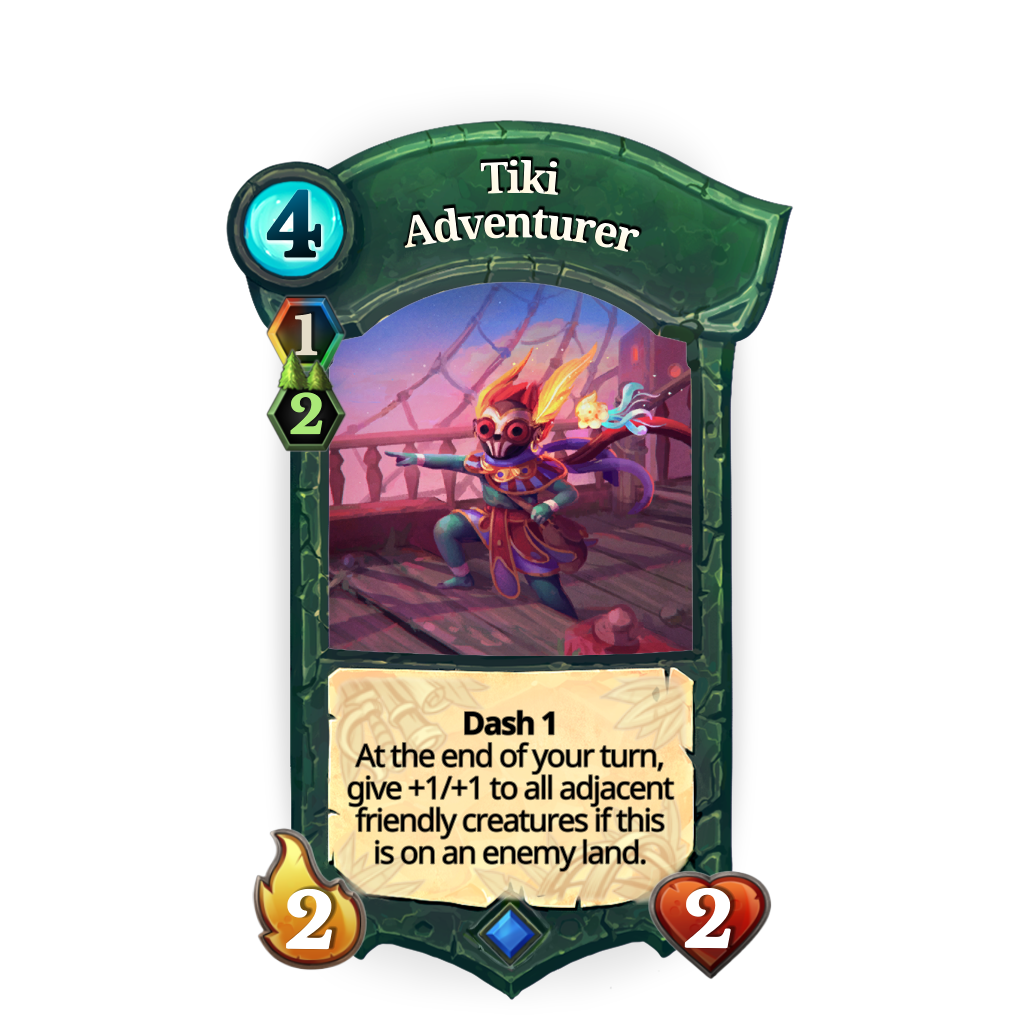 Tiki
Adventurer
4
1
2
Dash 1
At the end of your turn,
give +1/+1 to all adjacent
friendly creatures if this
is on an enemy land.
2
2